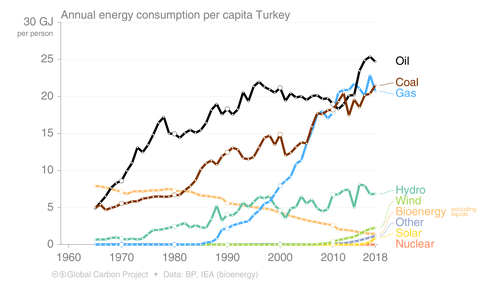 Annual energy consumption per capita Turkey
30 GJ
per person
25
20
15
10
5
0
1960
1970
1980
1990
2000
2010
2018
Oil
Coal
Gas
Hydro
Wind
Bioenergy excluding liquids
Other
Solar
Nuclear
Global Carbon Project • Data: BP, IEA (bioenergy)